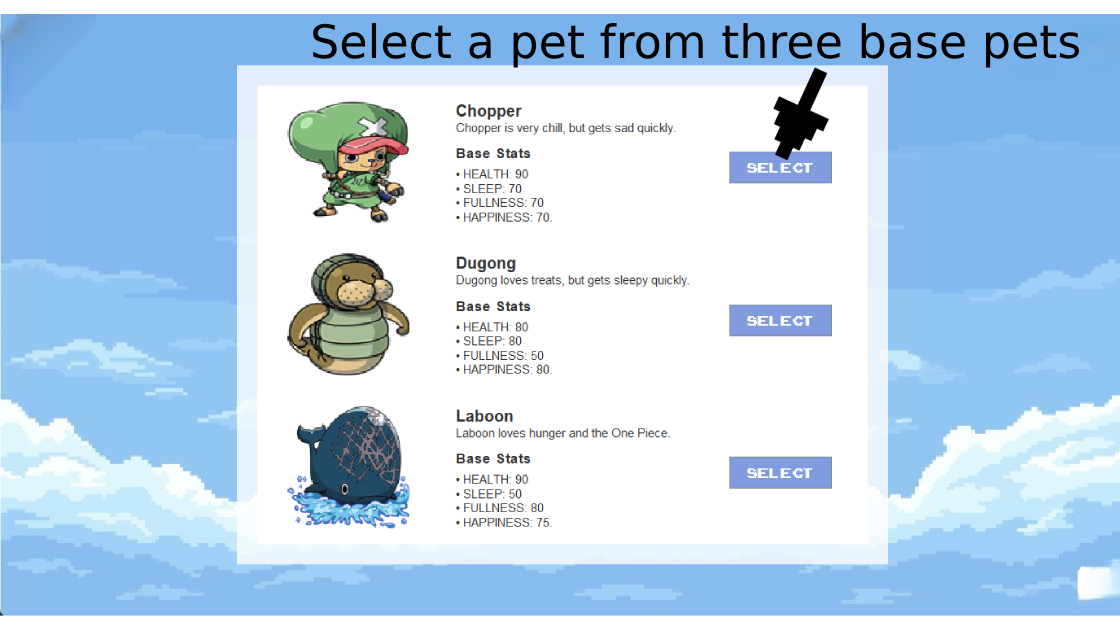 Select a pet from three base pets
Chopper
Chopper is very chill, but gets sad quickly.
Base Stats
• HEALTH: 90
• SLEEP: 70
• FULLNESS: 70
• HAPPINESS: 70.
SELECT
Dugong
Dugong loves treats, but gets sleepy quickly.
Base Stats
• HEALTH: 80
• SLEEP: 80
• FULLNESS: 50
• HAPPINESS: 80.
SELECT
Laboon
Laboon loves hunger and the One Piece.
Base Stats
• HEALTH: 90
• SLEEP: 50
• FULLNESS: 80
• HAPPINESS: 75.
SELECT